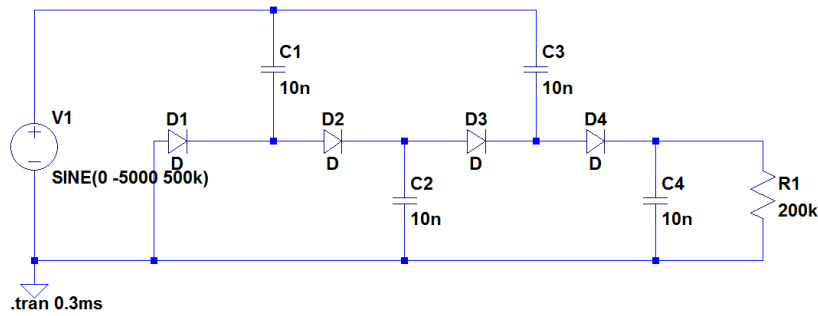 C1
10n
C3
10n
V1
SINE(0 -5000 500k)
D1
D
D2
D
D3
D
D4
D
C2
10n
C4
10n
R1
200k
.tran 0.3ms